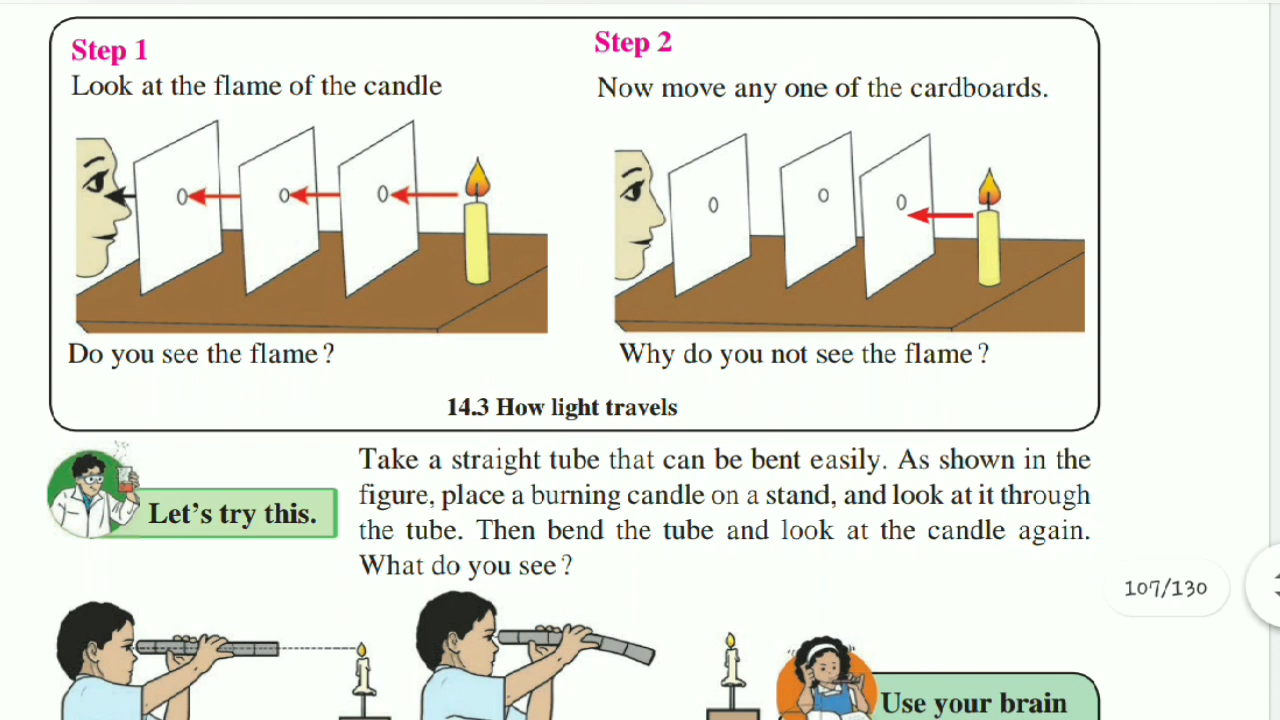 Step 1
Look at the flame of the candle
Step 2
Now move any one of the cardboards.
Do you see the flame?
Why do you not see the flame?
14.3 How light travels
Let's try this.
Take a straight tube that can be bent easily. As shown in the
figure, place a burning candle on a stand, and look at it through
the tube. Then bend the tube and look at the candle again.
What do you see?
107/130
Use your brain